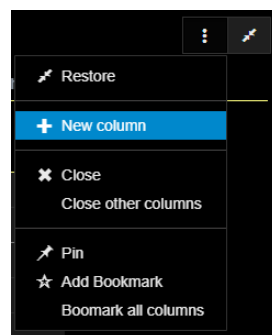 Restore
New column
Close
Close other columns
Pin
Add Bookmark
Boomark all columns